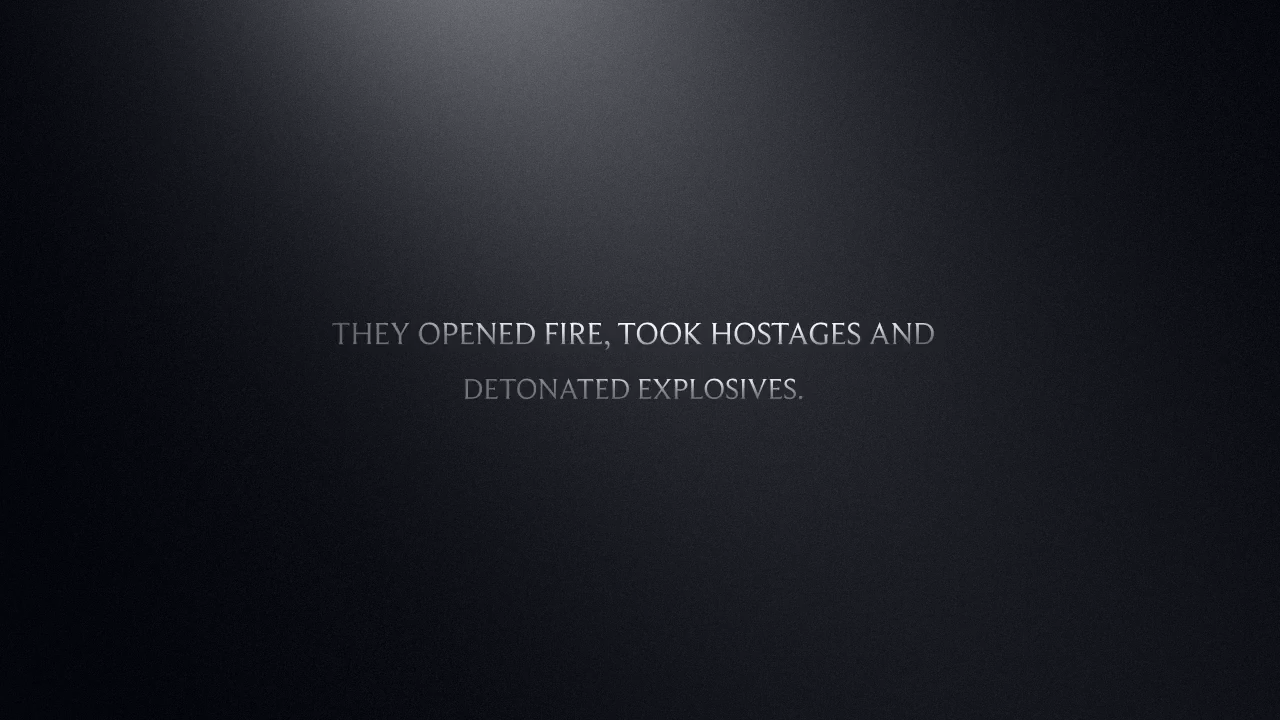 THEY OPENED FIRE, TOOK HOSTAGES AND
DETONATED EXPLOSIVES.